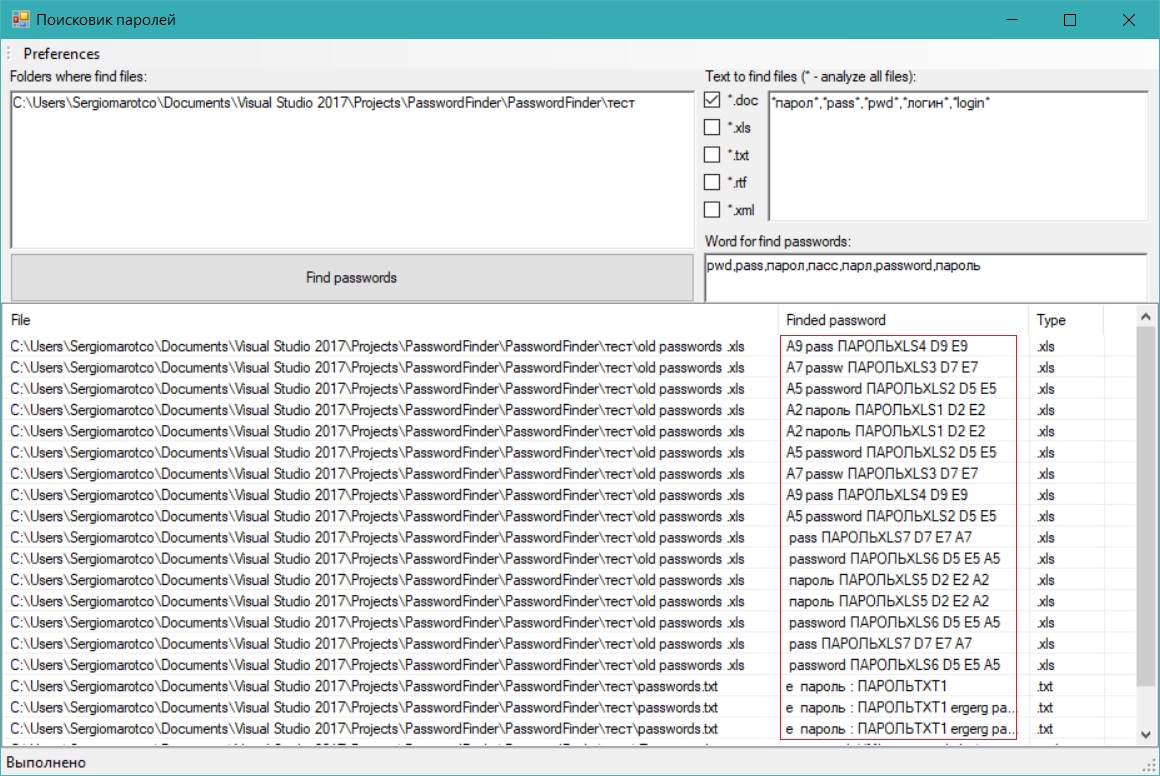 Поисковик паролей
Preferences
Folders where find files:
C:\Users\Sergiomarotco\Documents\\Visual Studio 2017\Projects\PasswordFinder\PasswordFinder\тест
Text to find files (* - analyze all files):
*.doc
*.xls
*.txt
*.rtf
*.xml
*парол*,*pass*,*pwd*,*логин*,*login*
Word for find passwords:
pwd,pass,парол,пасс,парл,password,пароль
Find passwords
File Finded password Type
C:\Users\Sergiomarotco\Documents\\Visual Studio 2017\Projects\PasswordFinder\PasswordFinder\тест\old passwords .xls A9 pass ПАРОЛЬXLS4 D9 E9 .xls
C:\Users\Sergiomarotco\Documents\\Visual Studio 2017\Projects\PasswordFinder\PasswordFinder\тест\old passwords .xls A7 passw ПАРОЛЬXLS3 D7 E7 .xls
C:\Users\Sergiomarotco\Documents\\Visual Studio 2017\Projects\PasswordFinder\PasswordFinder\тест\old passwords .xls A5 password ПАРОЛЬXLS2 D5 E5 .xls
C:\Users\Sergiomarotco\Documents\\Visual Studio 2017\Projects\PasswordFinder\PasswordFinder\тест\old passwords .xls A2 пароль ПАРОЛЬXLS1 D2 E2 .xls
C:\Users\Sergiomarotco\Documents\\Visual Studio 2017\Projects\PasswordFinder\PasswordFinder\тест\old passwords .xls A2 пароль ПАРОЛЬXLS1 D2 E2 .xls
C:\Users\Sergiomarotco\Documents\\Visual Studio 2017\Projects\PasswordFinder\PasswordFinder\тест\old passwords .xls A5 password ПАРОЛЬXLS2 D5 E5 .xls
C:\Users\Sergiomarotco\Documents\\Visual Studio 2017\Projects\PasswordFinder\PasswordFinder\тест\old passwords .xls A7 passw ПАРОЛЬXLS3 D7 E7 .xls
C:\Users\Sergiomarotco\Documents\\Visual Studio 2017\Projects\PasswordFinder\PasswordFinder\тест\old passwords .xls A9 pass ПАРОЛЬXLS4 D9 E9 .xls
C:\Users\Sergiomarotco\Documents\\Visual Studio 2017\Projects\PasswordFinder\PasswordFinder\тест\old passwords .xls A5 password ПАРОЛЬXLS2 D5 E5 .xls
C:\Users\Sergiomarotco\Documents\\Visual Studio 2017\Projects\PasswordFinder\PasswordFinder\тест\old passwords .xls pass ПАРОЛЬXLS7 D7 E7 A7 .xls
C:\Users\Sergiomarotco\Documents\\Visual Studio 2017\Projects\PasswordFinder\PasswordFinder\тест\old passwords .xls password ПАРОЛЬXLS6 D5 E5 A5 .xls
C:\Users\Sergiomarotco\Documents\\Visual Studio 2017\Projects\PasswordFinder\PasswordFinder\тест\old passwords .xls пароль ПАРОЛЬXLS5 D2 E2 A2 .xls
C:\Users\Sergiomarotco\Documents\\Visual Studio 2017\Projects\PasswordFinder\PasswordFinder\тест\old passwords .xls пароль ПАРОЛЬXLS5 D2 E2 A2 .xls
C:\Users\Sergiomarotco\Documents\\Visual Studio 2017\Projects\PasswordFinder\PasswordFinder\тест\old passwords .xls password ПАРОЛЬXLS6 D5 E5 A5 .xls
C:\Users\Sergiomarotco\Documents\\Visual Studio 2017\Projects\PasswordFinder\PasswordFinder\тест\old passwords .xls pass ПАРОЛЬXLS7 D7 E7 A7 .xls
C:\Users\Sergiomarotco\Documents\\Visual Studio 2017\Projects\PasswordFinder\PasswordFinder\тест\old passwords .xls password ПАРОЛЬXLS6 D5 E5 A5 .xls
C:\Users\Sergiomarotco\Documents\\Visual Studio 2017\Projects\PasswordFinder\PasswordFinder\тест\passwords.txt е пароль : ПАРОЛЬTXT1 .txt
C:\Users\Sergiomarotco\Documents\\Visual Studio 2017\Projects\PasswordFinder\PasswordFinder\тест\passwords.txt е пароль : ПАРОЛЬTXT1 ergerg pa... .txt
C:\Users\Sergiomarotco\Documents\\Visual Studio 2017\Projects\PasswordFinder\PasswordFinder\тест\passwords.txt е пароль : ПАРОЛЬTXT1 ergerg pa... .txt
Выполнено